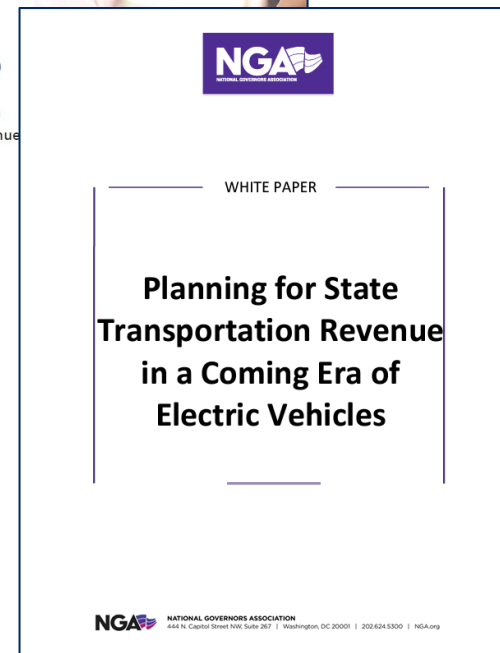 NGA
NATIONAL GOVERNORS ASSOCIATION
WHITE PAPER
Planning for State
Transportation Revenue
in a Coming Era of
Electric Vehicles
NGA
NATIONAL GOVERNORS ASSOCIATION
444 N. Capitol Street NW, Suite 267 | Washington, DC 20001 | 202.624.5300 | NGA.org